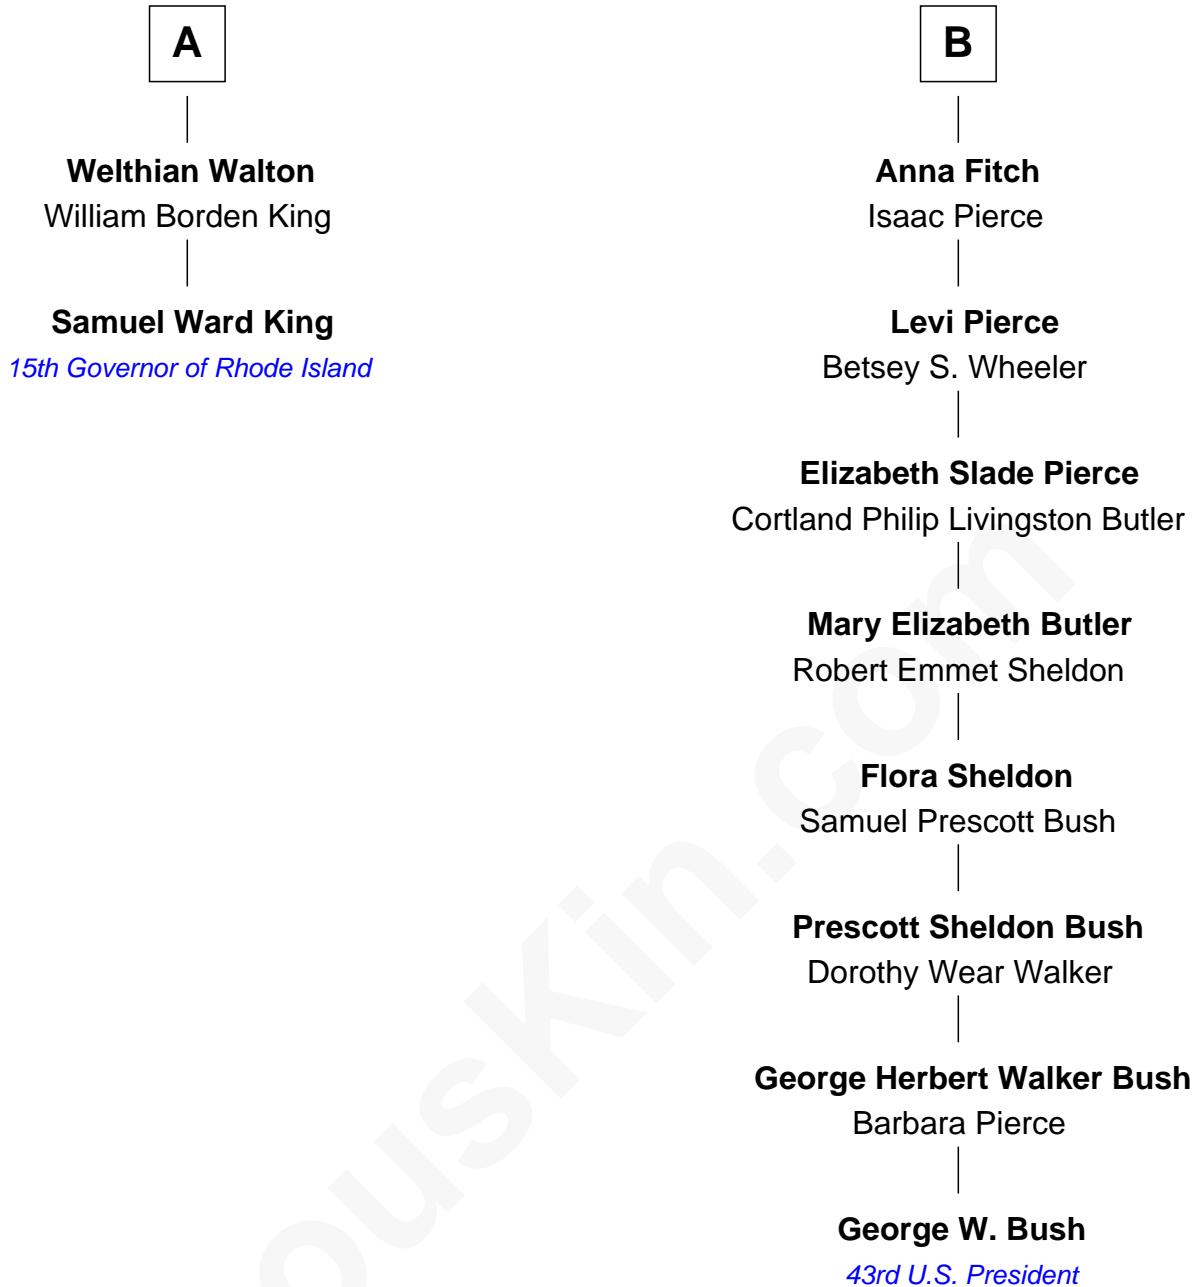 A
Welthian Walton
William Borden King
Samuel Ward King
15th Governor of Rhode Island
B
Anna Fitch
Isaac Pierce
Levi Pierce
Betsey S. Wheeler
Elizabeth Slade Pierce
Cortland Philip Livingston Butler
Mary Elizabeth Butler
Robert Emmet Sheldon
Flora Sheldon
Samuel Prescott Bush
Prescott Sheldon Bush
Dorothy Wear Walker
George Herbert Walker Bush
Barbara Pierce
George W. Bush
43rd U.S. President
ousKin.com